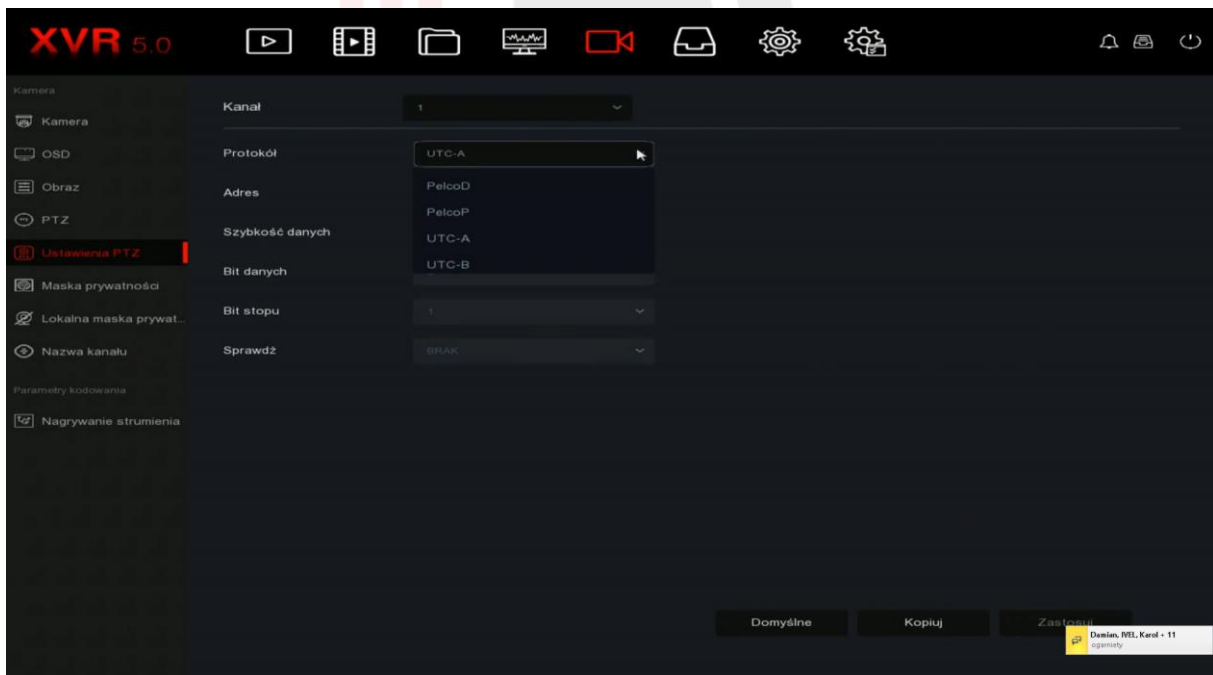 XVR 5.0
Kamera
Kamera
OSD
Obraz
PTZ
Ustawienia PTZ
Maska prywatności
Lokalna maska prywat...
Nazwa kanału
Parametry kodowania
Nagrywanie strumienia
Kanał 1
Protokół UTC-A
PelcoD
PelcoP
UTC-A
UTC-B
Adres
Szybkość danych
Bit danych
Bit stopu 1
Sprawdź BRAK
Domyślne Kopiuj Zastosuj
Damian, IVEL, Karol + 11
ogarniety